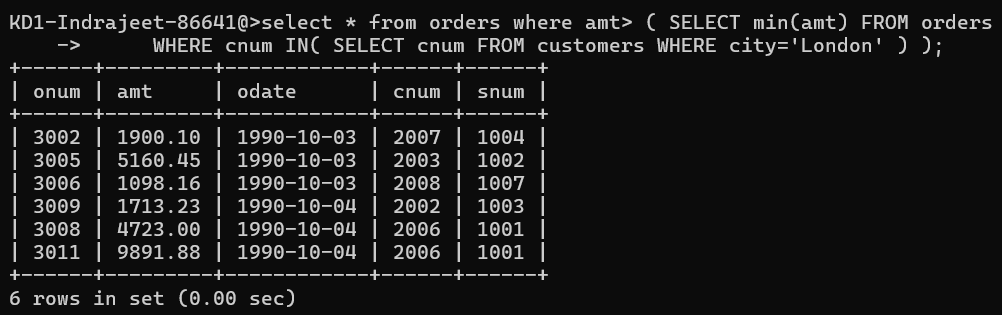 KD1-Indrajeet-86641@>select * from orders where amt> ( SELECT min(amt) FROM orders
    ->      WHERE cnum IN( SELECT cnum FROM customers WHERE city='London' ) );
+------+---------+------------+------+------+
| onum | amt     | odate      | cnum | snum |
+------+---------+------------+------+------+
| 3002 | 1900.10 | 1990-10-03 | 2007 | 1004 |
| 3005 | 5160.45 | 1990-10-03 | 2003 | 1002 |
| 3006 | 1098.16 | 1990-10-03 | 2008 | 1007 |
| 3009 | 1713.23 | 1990-10-04 | 2002 | 1003 |
| 3008 | 4723.00 | 1990-10-04 | 2006 | 1001 |
| 3011 | 9891.88 | 1990-10-04 | 2006 | 1001 |
+------+---------+------------+------+------+
6 rows in set (0.00 sec)